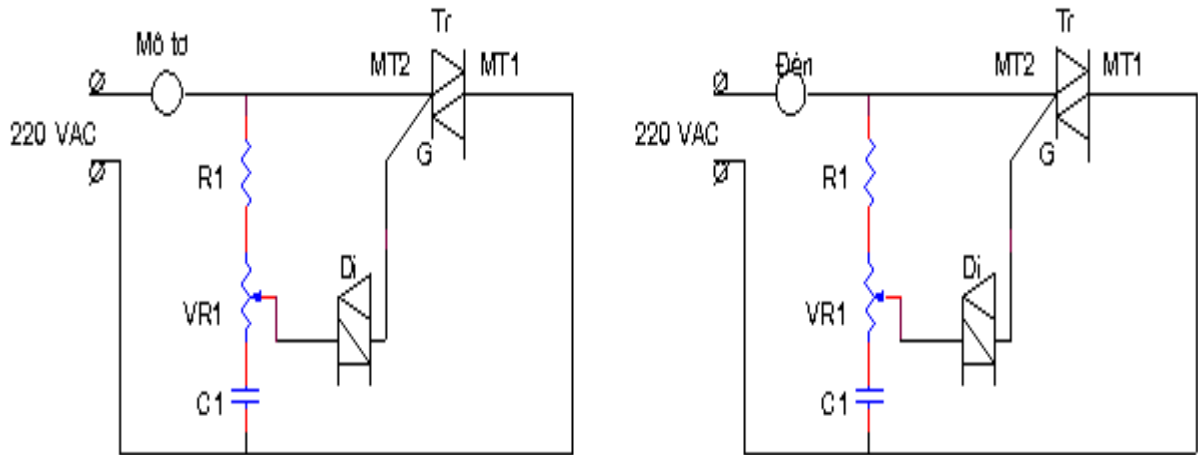 Mô tơ
Tr
MT2
MT1
220 VAC
G
R1
Di
VR1
C1
Đèn
Tr
MT2
MT1
220 VAC
G
R1
Di
VR1
C1